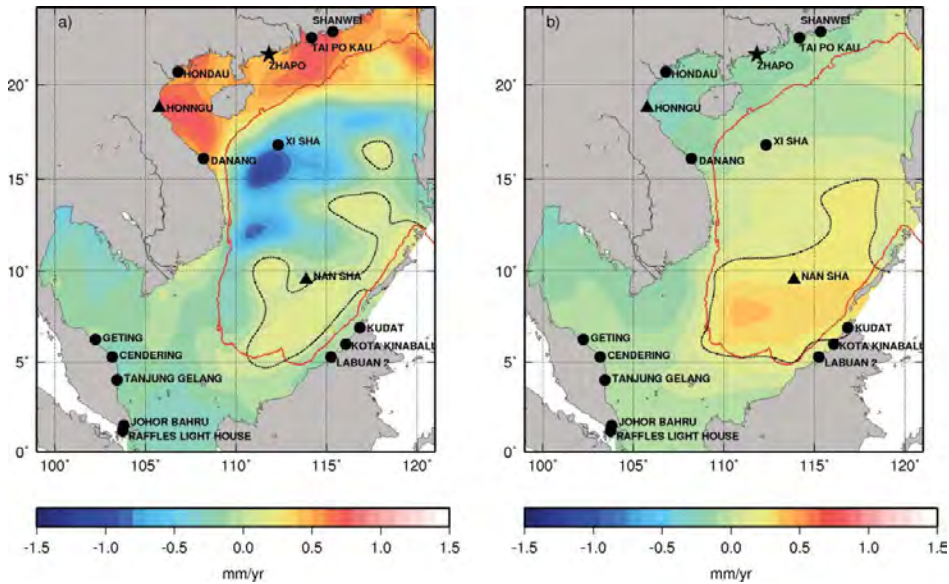 a)
SHANWEI
TAI PO KAU
ZHAPO
HONDAU
HONNGU
XI SHA
DANANG
NAN SHA
KUDAT
GETING
KOTA KINABALL
CENDERING
LABUAN 2
TANJUNG GELANG
JOHOR BAHRU
RAFFLES LIGHT HOUSE
20˚
15˚
10˚
5˚
0˚
100˚ 105˚ 110˚ 115˚ 120˚
-1.5 -1.0 -0.5 0.0 0.5 1.0 1.5
mm/yr
b)
SHANWEI
TAI PO KAU
ZHAPO
HONDAU
HONNGU
XI SHA
DANANG
NAN SHA
KUDAT
GETING
KOTA KINABALL
CENDERING
LABUAN 2
TANJUNG GELANG
JOHOR BAHRU
RAFFLES LIGHT HOUSE
20˚
15˚
10˚
5˚
0˚
100˚ 105˚ 110˚ 115˚ 120˚
-1.5 -1.0 -0.5 0.0 0.5 1.0 1.5
mm/yr